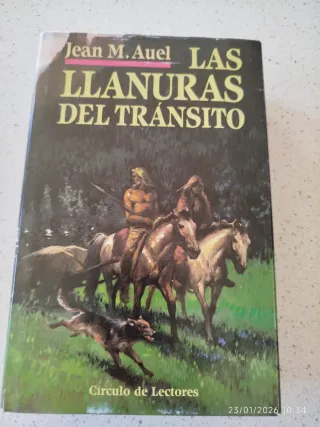 Jean M. Auel LAS
LLANURAS
DEL TRÁNSITO
Círculo de Lectores
23/01/2026 10:34